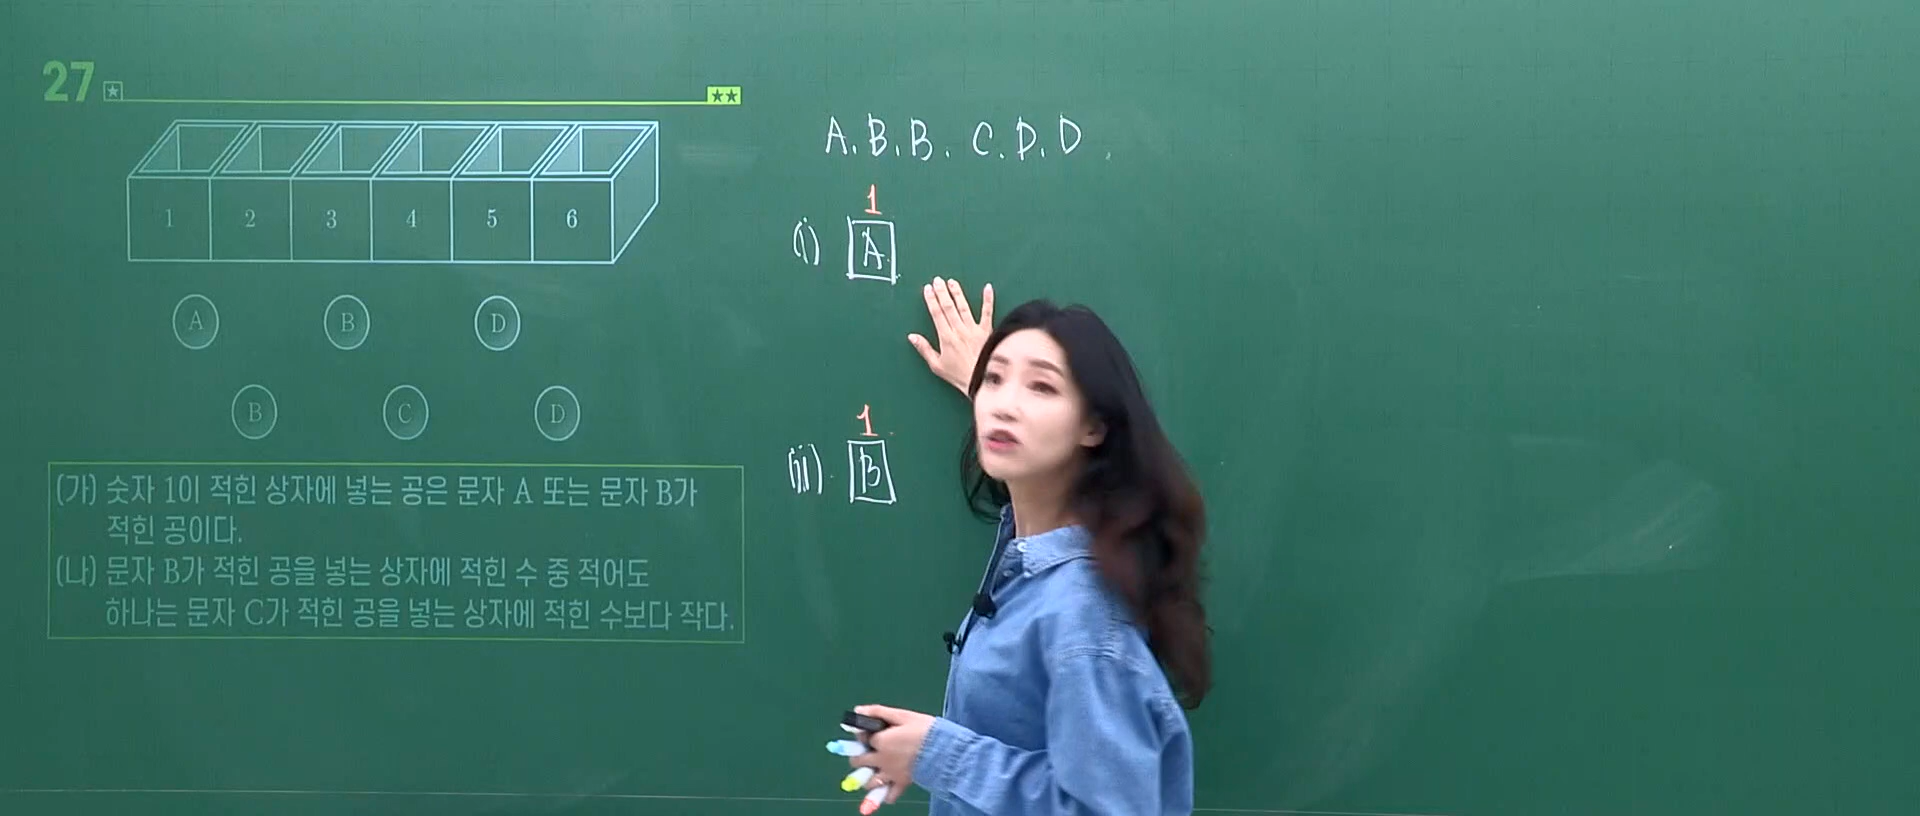 27
1 2 3 4 5 6
A B D
B C D
(가) 숫자 1이 적힌 상자에 넣는 공은 문자 A 또는 문자 B가
적힌 공이다.
(나) 문자 B가 적힌 공을 넣는 상자에 적힌 수 중 적어도
하나는 문자 C가 적힌 공을 넣는 상자에 적힌 수보다 작다.
A. B. B. C. D. D
1
(i) A
1
(ii) B